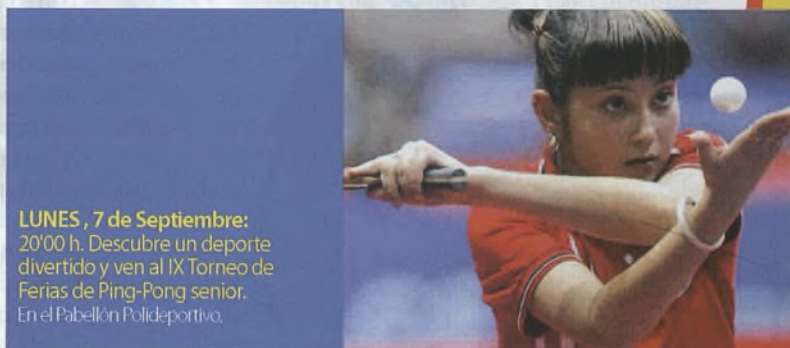 LUNES , 7 de Septiembre:
20'00 h. Descubre un deporte
divertido y ven al IX Torneo de
Ferias de Ping-Pong senior.
En el Pabellón Polideportivo.